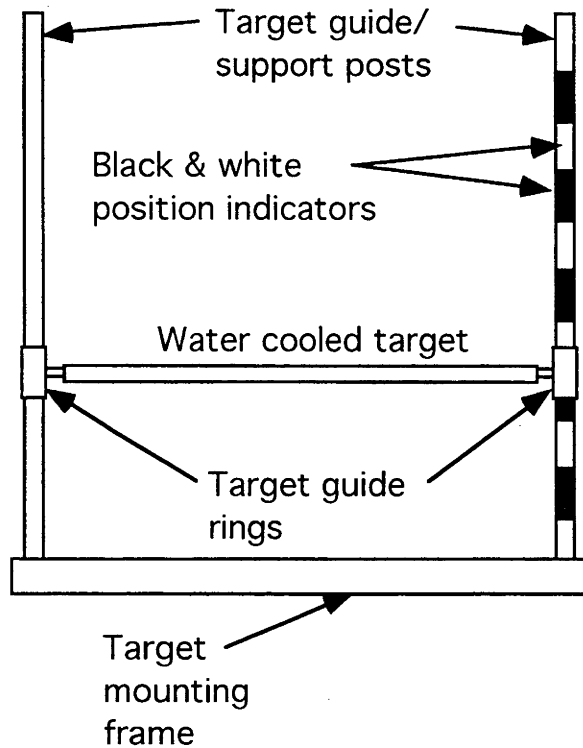 Target guide/
support posts
Black & white
position indicators
Water cooled target
Target guide
rings
Target
mounting
frame